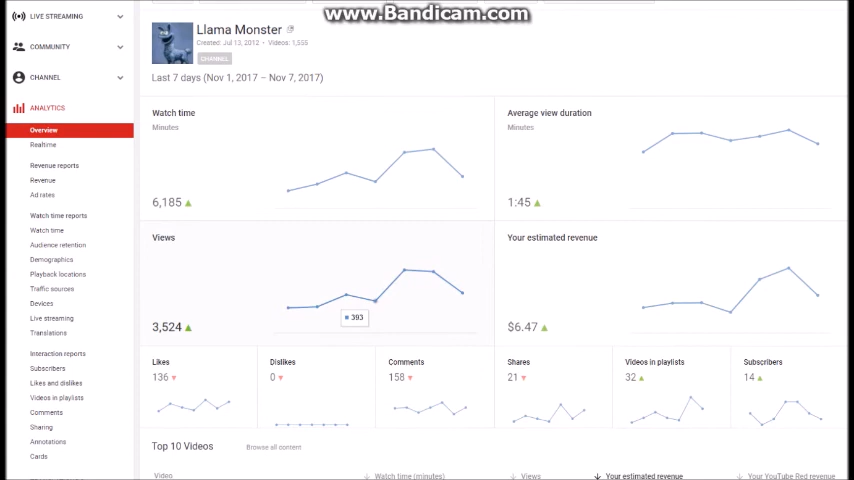 www.Bandicam.com
LIVE STREAMING
COMMUNITY
CHANNEL
ANALYTICS
Overview
Realtime
Revenue reports
Revenue
Ad rates
Watch time reports
Watch time
Audience retention
Demographics
Playback locations
Traffic sources
Devices
Live streaming
Translations
Interaction reports
Subscribers
Likes and dislikes
Videos in playlists
Comments
Sharing
Annotations
Cards
Llama Monster
Created: Jul 13, 2012 • Videos: 1,555
CHANNEL
Last 7 days (Nov 1, 2017 – Nov 7, 2017)
Watch time
Minutes
6,185
Average view duration
Minutes
1:45
Views
393
3,524
Your estimated revenue
$6.47
Likes
136
Dislikes
0
Comments
158
Shares
21
Videos in playlists
32
Subscribers
14
Top 10 Videos
Browse all content
Video
Watch time (minutes)
Views
Your estimated revenue
Your YouTube Red revenue